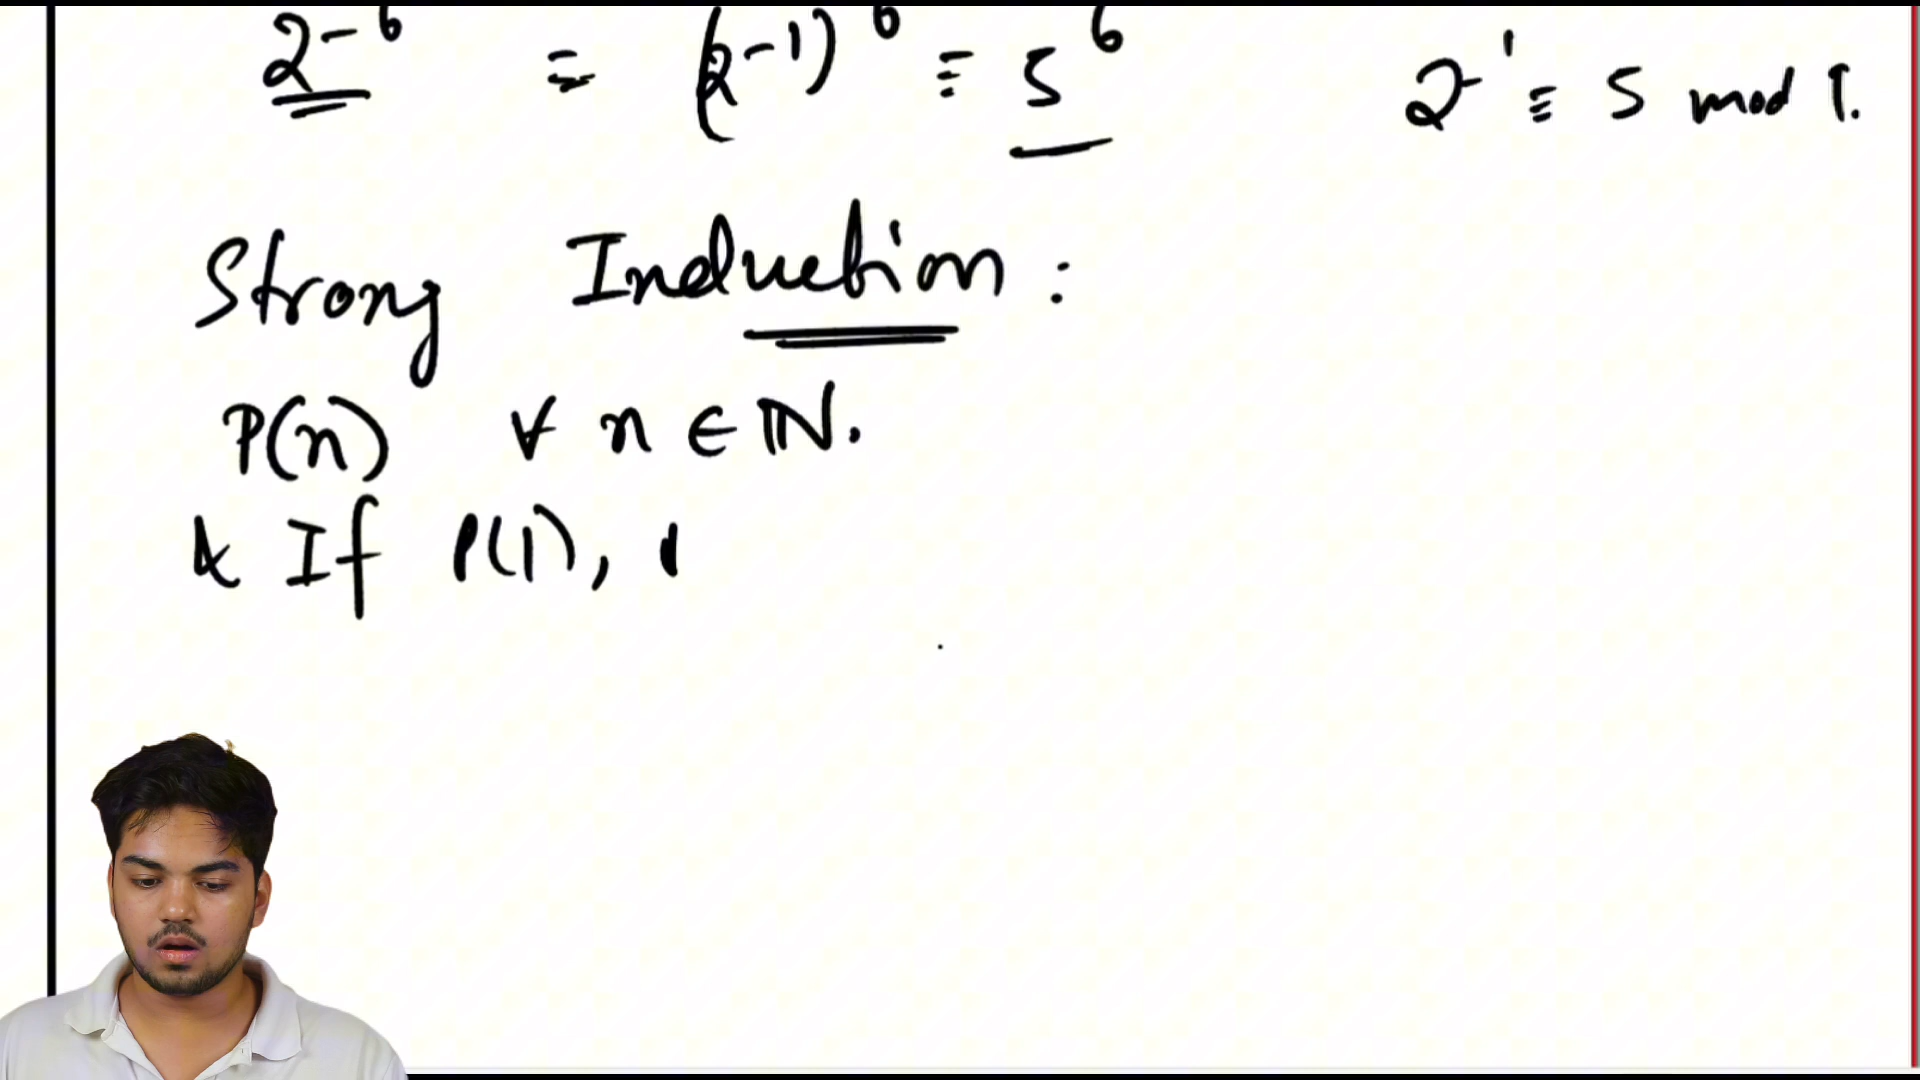 2⁻⁶ ≡ (2⁻¹)⁶ ≡ 5⁶ 2⁻¹ ≡ 5 mod 9.
Strong Induction :
P(n) ∀ n ∈ ℕ.
& If P(1),